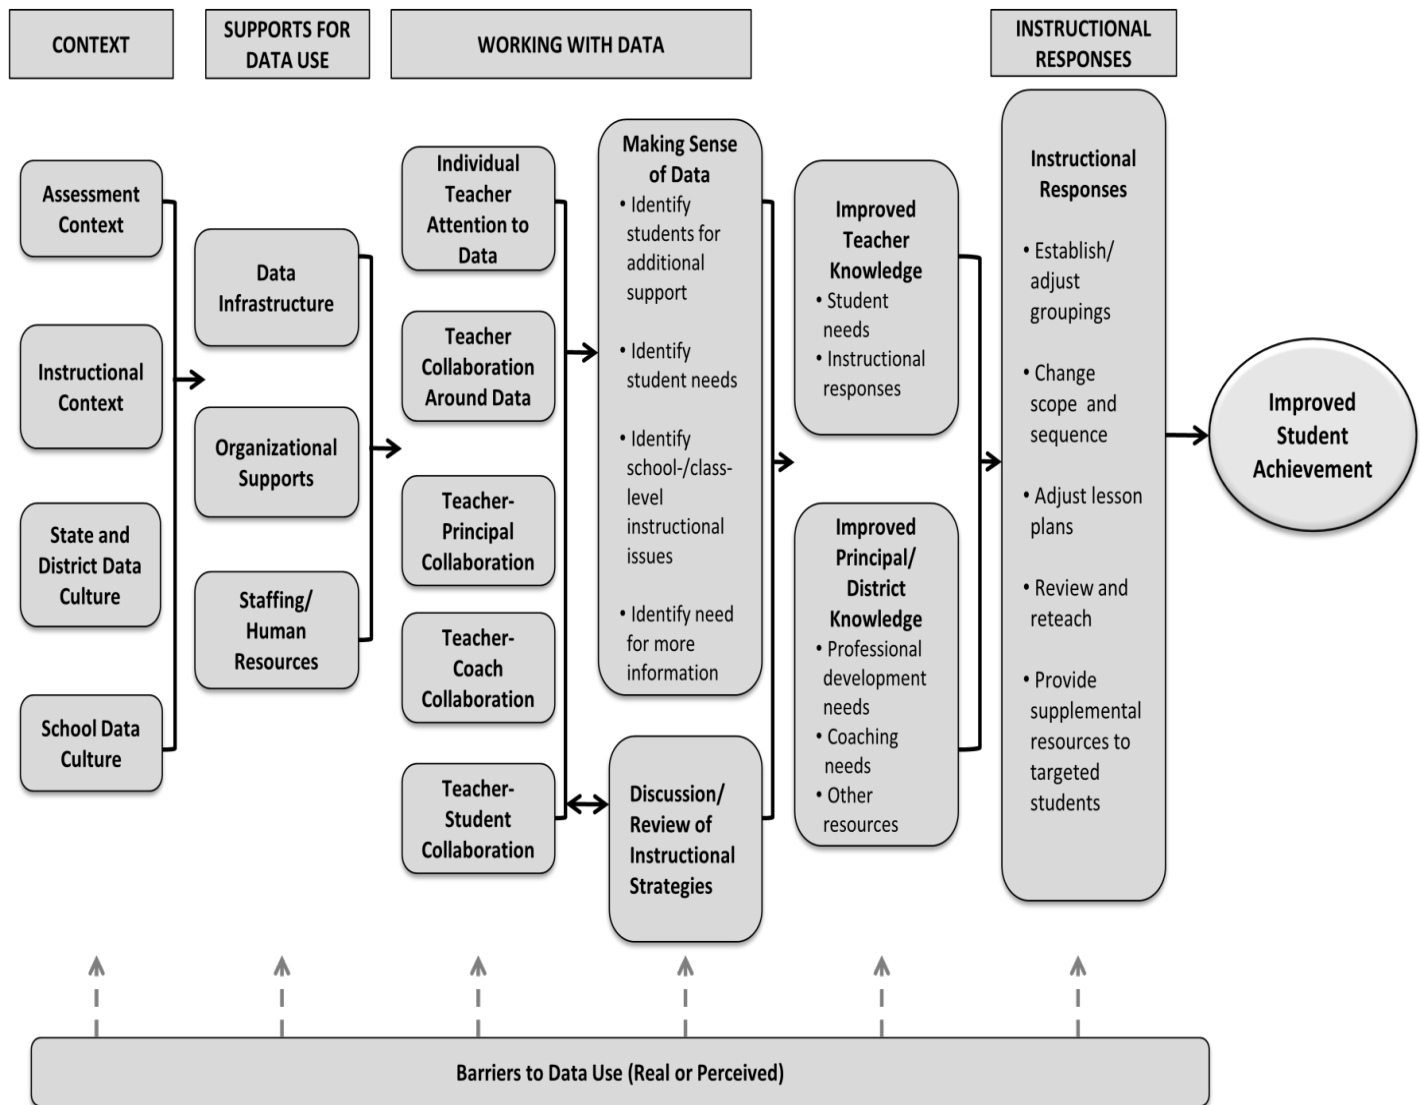 CONTEXT
SUPPORTS FOR
DATA USE
WORKING WITH DATA
INSTRUCTIONAL
RESPONSES
Assessment
Context
Instructional
Context
State and
District Data
Culture
School Data
Culture
Data
Infrastructure
Organizational
Supports
Staffing/
Human
Resources
Individual
Teacher
Attention to
Data
Teacher
Collaboration
Around Data
Teacher-
Principal
Collaboration
Teacher-
Coach
Collaboration
Teacher-
Student
Collaboration
Making Sense
of Data
• Identify
students for
additional
support
• Identify
student needs
• Identify
school-/class-
level
instructional
issues
• Identify need
for more
information
Discussion/
Review of
Instructional
Strategies
Improved
Teacher
Knowledge
• Student
needs
• Instructional
responses
Improved
Principal/
District
Knowledge
• Professional
development
needs
• Coaching
needs
• Other
resources
Instructional
Responses
• Establish/
adjust
groupings
• Change
scope and
sequence
• Adjust lesson
plans
• Review and
reteach
• Provide
supplemental
resources to
targeted
students
Improved
Student
Achievement
Barriers to Data Use (Real or Perceived)